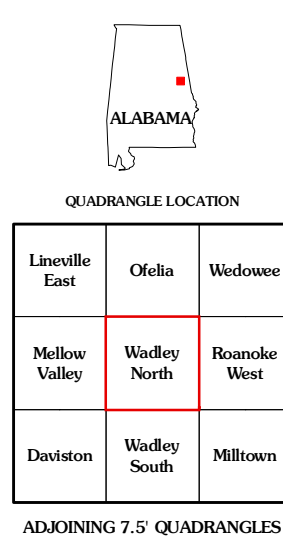 ALABAMA
QUADRANGLE LOCATION
Lineville
East
Ofelia
Wedowee
Mellow
Valley
Wadley
North
Roanoke
West
Daviston
Wadley
South
Milltown
ADJOINING 7.5' QUADRANGLES